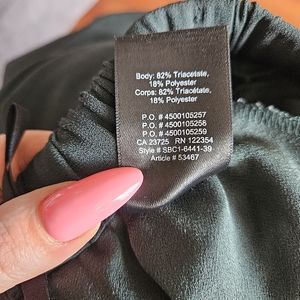 Body: 82% Triacetate,
18% Polyester
Corps: 82% Triacétate,
18% Polyester
P.O. # 4500105257
P.O. # 4500105258
P.O. # 4500105259
CA 23725 RN 122354
Style # SBC1-6441-39
Article # 53467